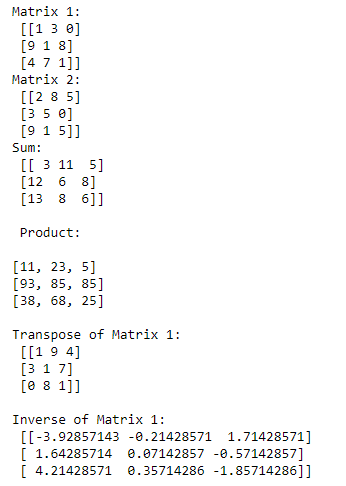 Matrix 1:
 [[1 3 0]
 [9 1 8]
 [4 7 1]]
Matrix 2:
 [[2 8 5]
 [3 5 0]
 [9 1 5]]
Sum:
 [[ 3 11  5]
 [12  6  8]
 [13  8  6]]
 Product:
[11, 23, 5]
[93, 85, 85]
[38, 68, 25]
Transpose of Matrix 1:
 [[1 9 4]
 [3 1 7]
 [0 8 1]]
Inverse of Matrix 1:
 [[-3.92857143 -0.21428571  1.71428571]
 [ 1.64285714  0.07142857 -0.57142857]
 [ 4.21428571  0.35714286 -1.85714286]]